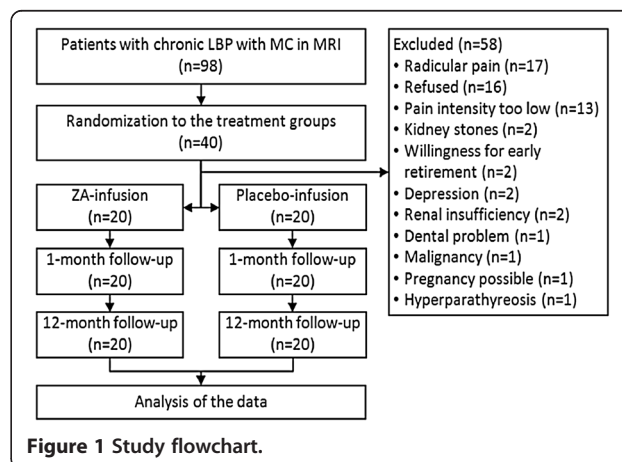 Patients with chronic LBP with MC in MRI
(n=98)
Randomization to the treatment groups
(n=40)
ZA-infusion
(n=20)
Placebo-infusion
(n=20)
1-month follow-up
(n=20)
1-month follow-up
(n=20)
12-month follow-up
(n=20)
12-month follow-up
(n=20)
Analysis of the data
Excluded (n=58)
• Radicular pain (n=17)
• Refused (n=16)
• Pain intensity too low (n=13)
• Kidney stones (n=2)
• Willingness for early
retirement (n=2)
• Depression (n=2)
• Renal insufficiency (n=2)
• Dental problem (n=1)
• Malignancy (n=1)
• Pregnancy possible (n=1)
• Hyperparathyreosis (n=1)
Figure 1 Study flowchart.